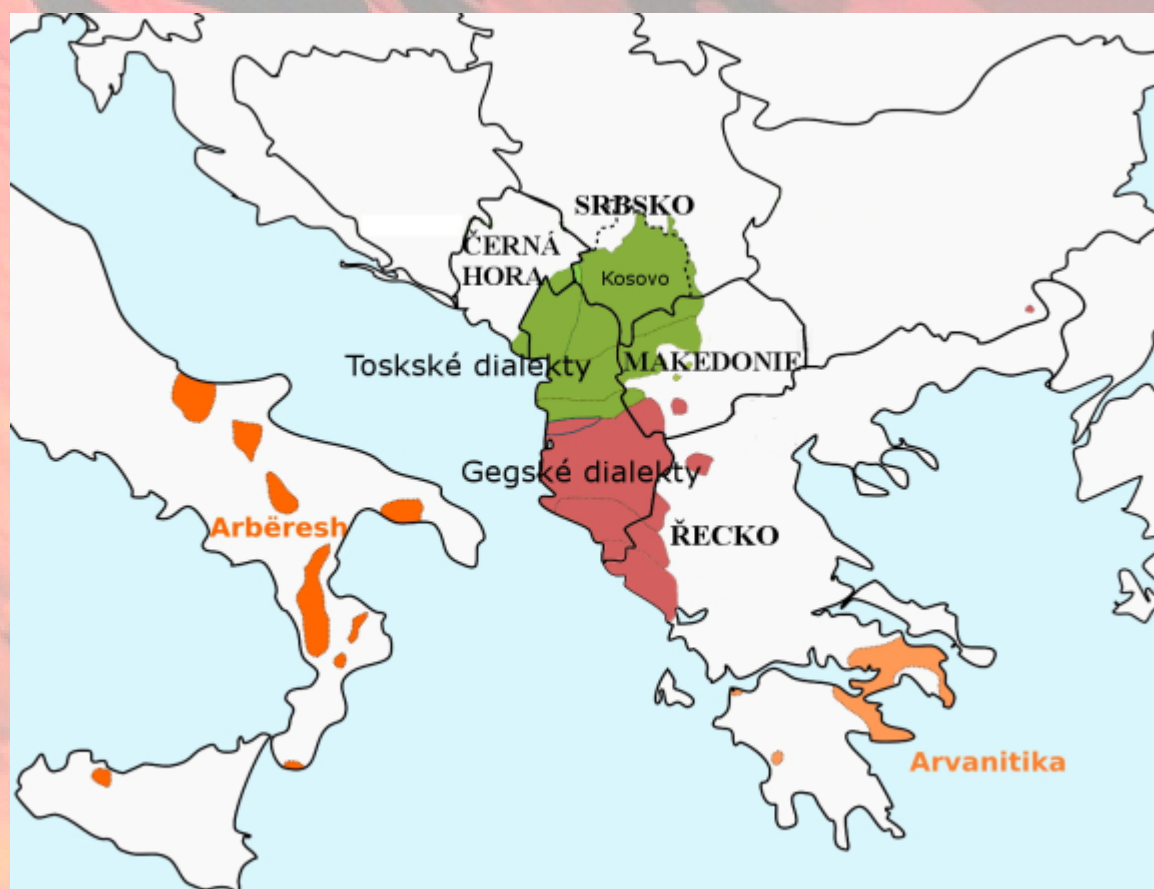 SRBSKO
ČERNÁ
HORA
Kosovo
Toskské dialekty
MAKEDONIE
Gegské dialekty
Arbëresh
ŘECKO
Arvanitika